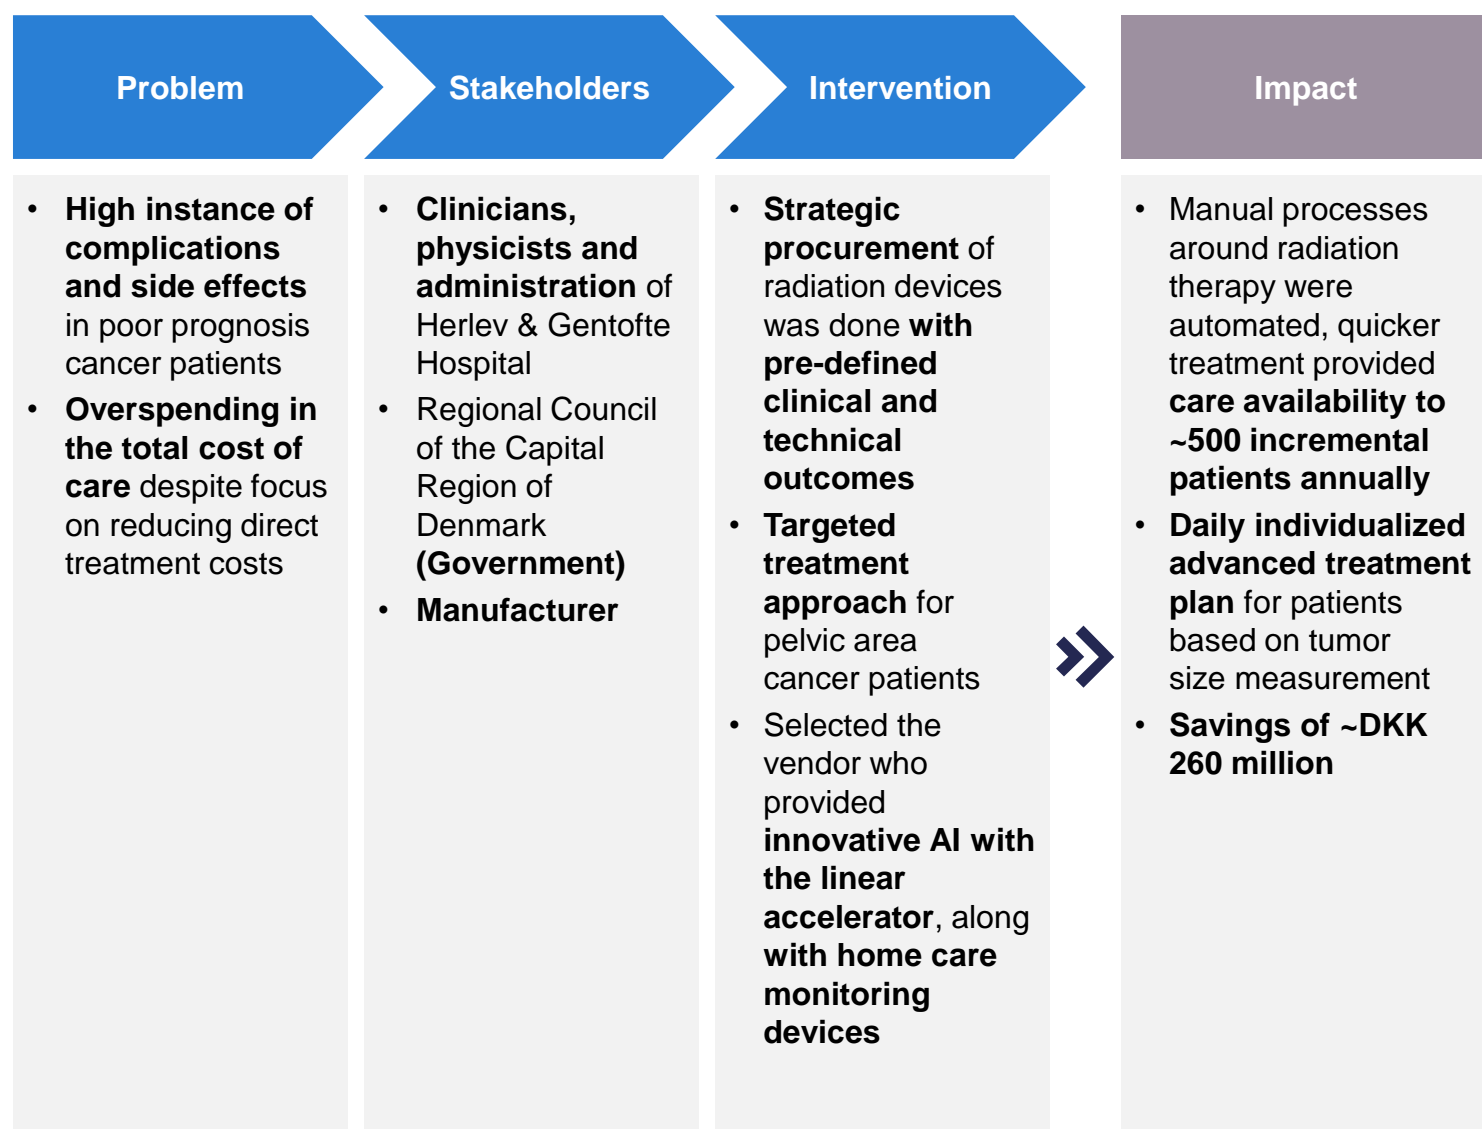 Problem
Stakeholders
Intervention
Impact
• High instance of
complications
and side effects
in poor prognosis
cancer patients
• Overspending in
the total cost of
care despite focus
on reducing direct
treatment costs
• Clinicians,
physicists and
administration of
Herlev & Gentofte
Hospital
• Regional Council
of the Capital
Region of
Denmark
(Government)
• Manufacturer
• Strategic
procurement of
radiation devices
was done with
pre-defined
clinical and
technical
outcomes
• Targeted
treatment
approach for
pelvic area
cancer patients
• Selected the
vendor who
provided
innovative AI with
the linear
accelerator, along
with home care
monitoring
devices
• Manual processes
around radiation
therapy were
automated, quicker
treatment provided
care availability to
~500 incremental
patients annually
• Daily individualized
advanced treatment
plan for patients
based on tumor
size measurement
• Savings of ~DKK
260 million